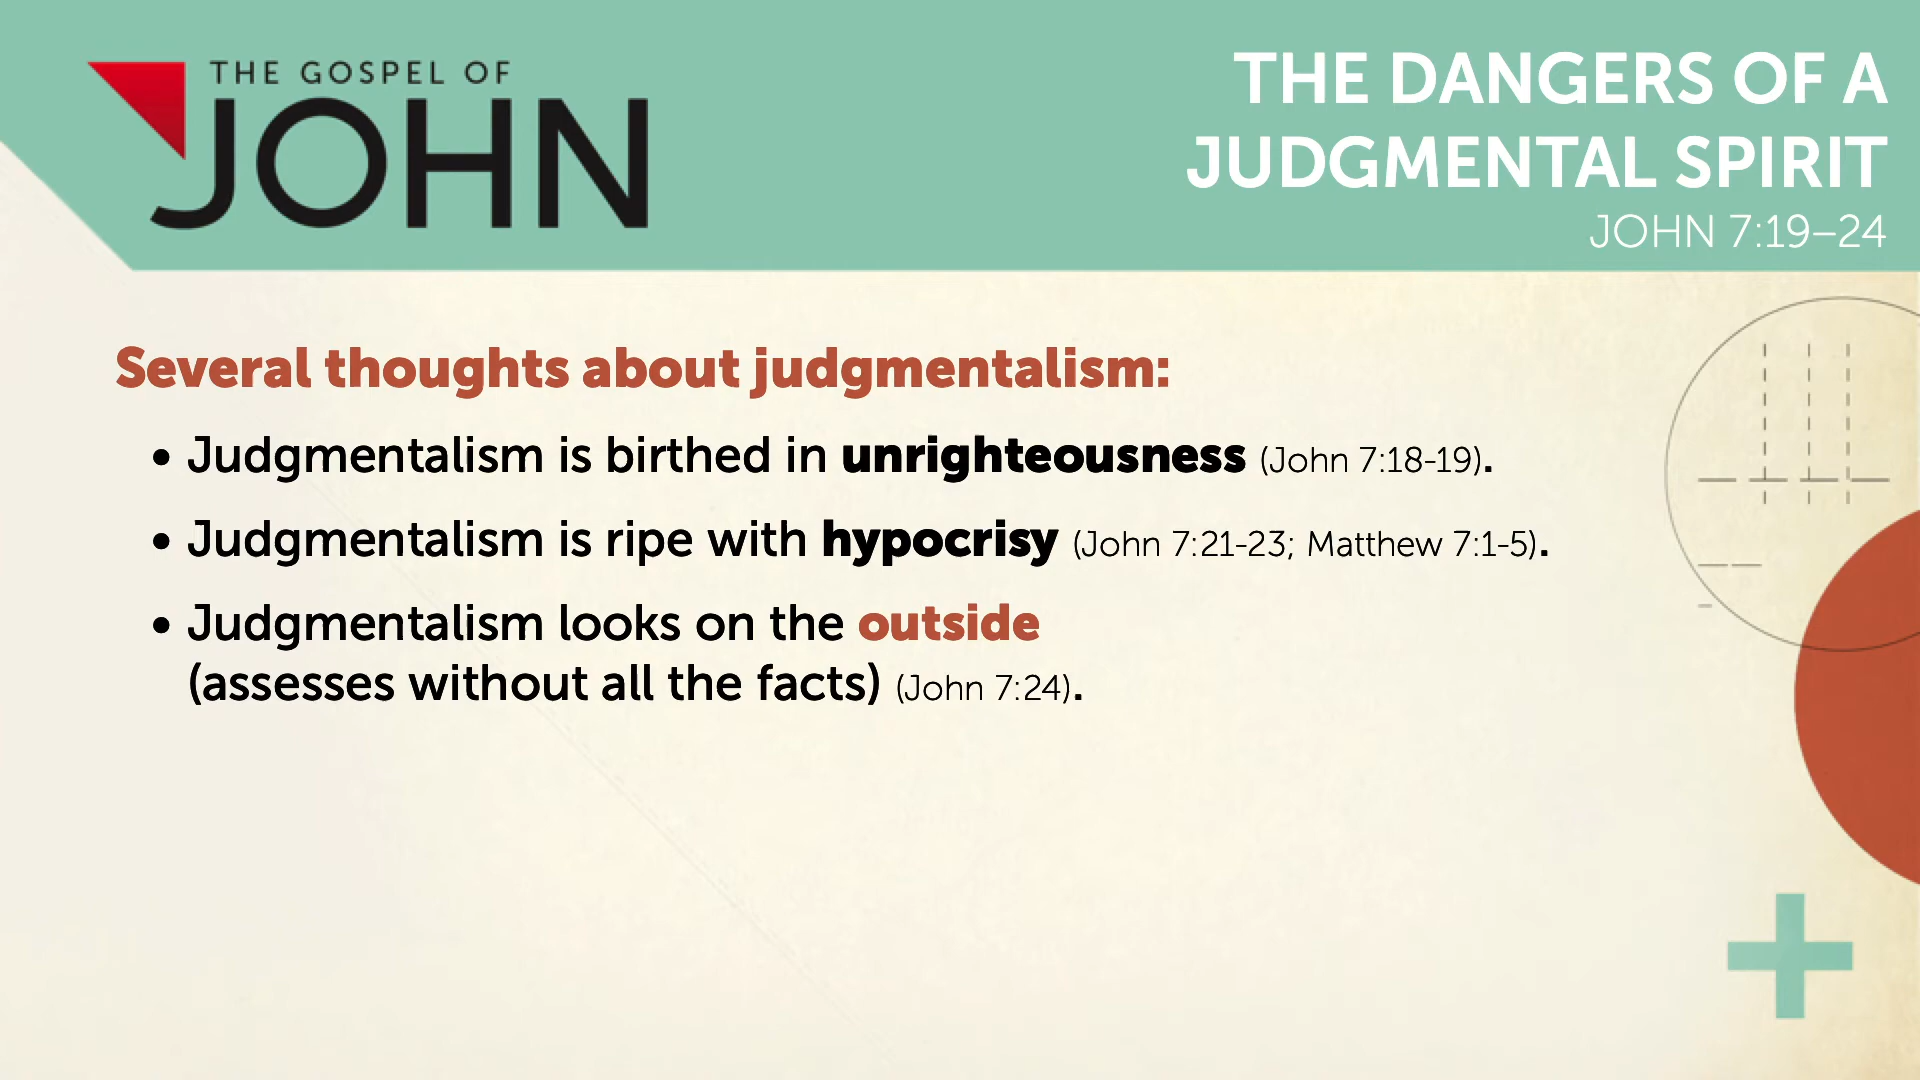 THE GOSPEL OF
JOHN
THE DANGERS OF A
JUDGMENTAL SPIRIT
JOHN 7:19–24
Several thoughts about judgmentalism:
• Judgmentalism is birthed in unrighteousness (John 7:18-19).
• Judgmentalism is ripe with hypocrisy (John 7:21-23; Matthew 7:1-5).
• Judgmentalism looks on the outside
(assesses without all the facts) (John 7:24).